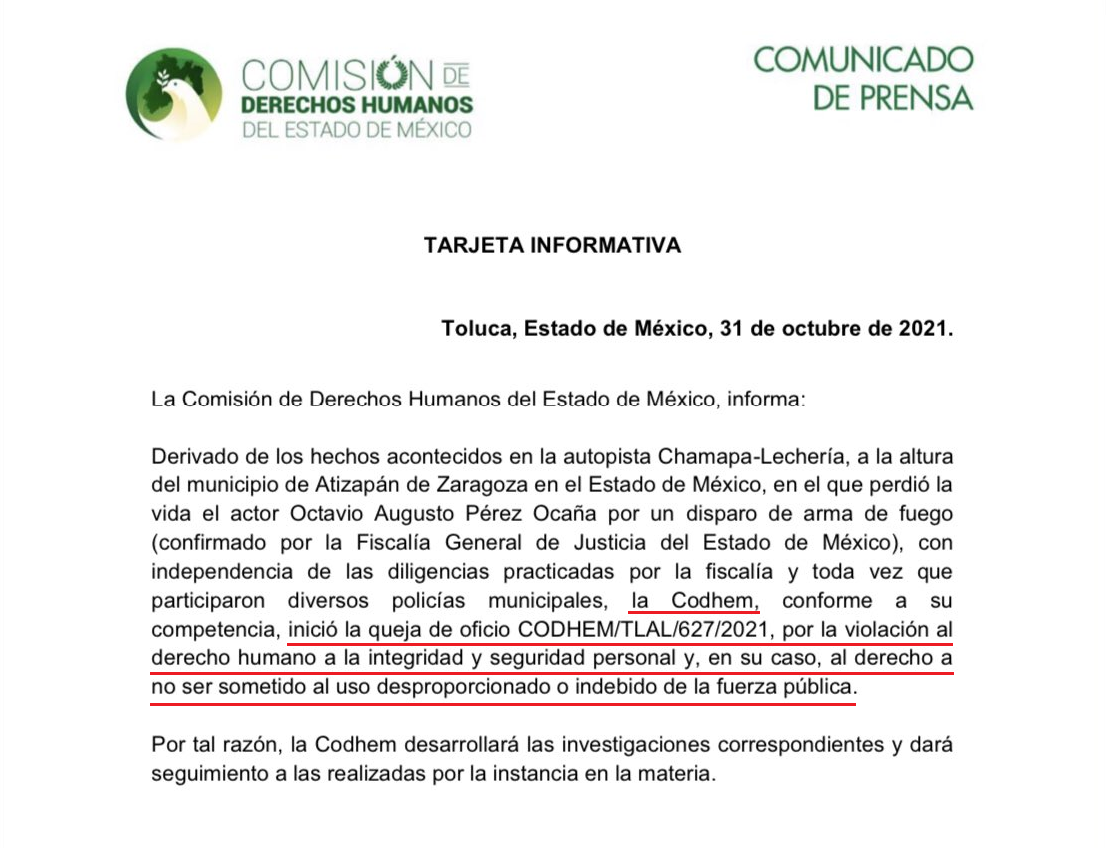 COMISIÓN DE
DERECHOS HUMANOS
DEL ESTADO DE MÉXICO
COMUNICADO
DE PRENSA
TARJETA INFORMATIVA
Toluca, Estado de México, 31 de octubre de 2021.
La Comisión de Derechos Humanos del Estado de México, informa:
Derivado de los hechos acontecidos en la autopista Chamapa-Lechería, a la altura
del municipio de Atizapán de Zaragoza en el Estado de México, en el que perdió la
vida el actor Octavio Augusto Pérez Ocaña por un disparo de arma de fuego
(confirmado por la Fiscalía General de Justicia del Estado de México), con
independencia de las diligencias practicadas por la fiscalía y toda vez que
participaron diversos policías municipales, la Codhem, conforme a su
competencia, inició la queja de oficio CODHEM/TLAL/627/2021, por la violación al
derecho humano a la integridad y seguridad personal y, en su caso, al derecho a
no ser sometido al uso desproporcionado o indebido de la fuerza pública.
Por tal razón, la Codhem desarrollará las investigaciones correspondientes y dará
seguimiento a las realizadas por la instancia en la materia.